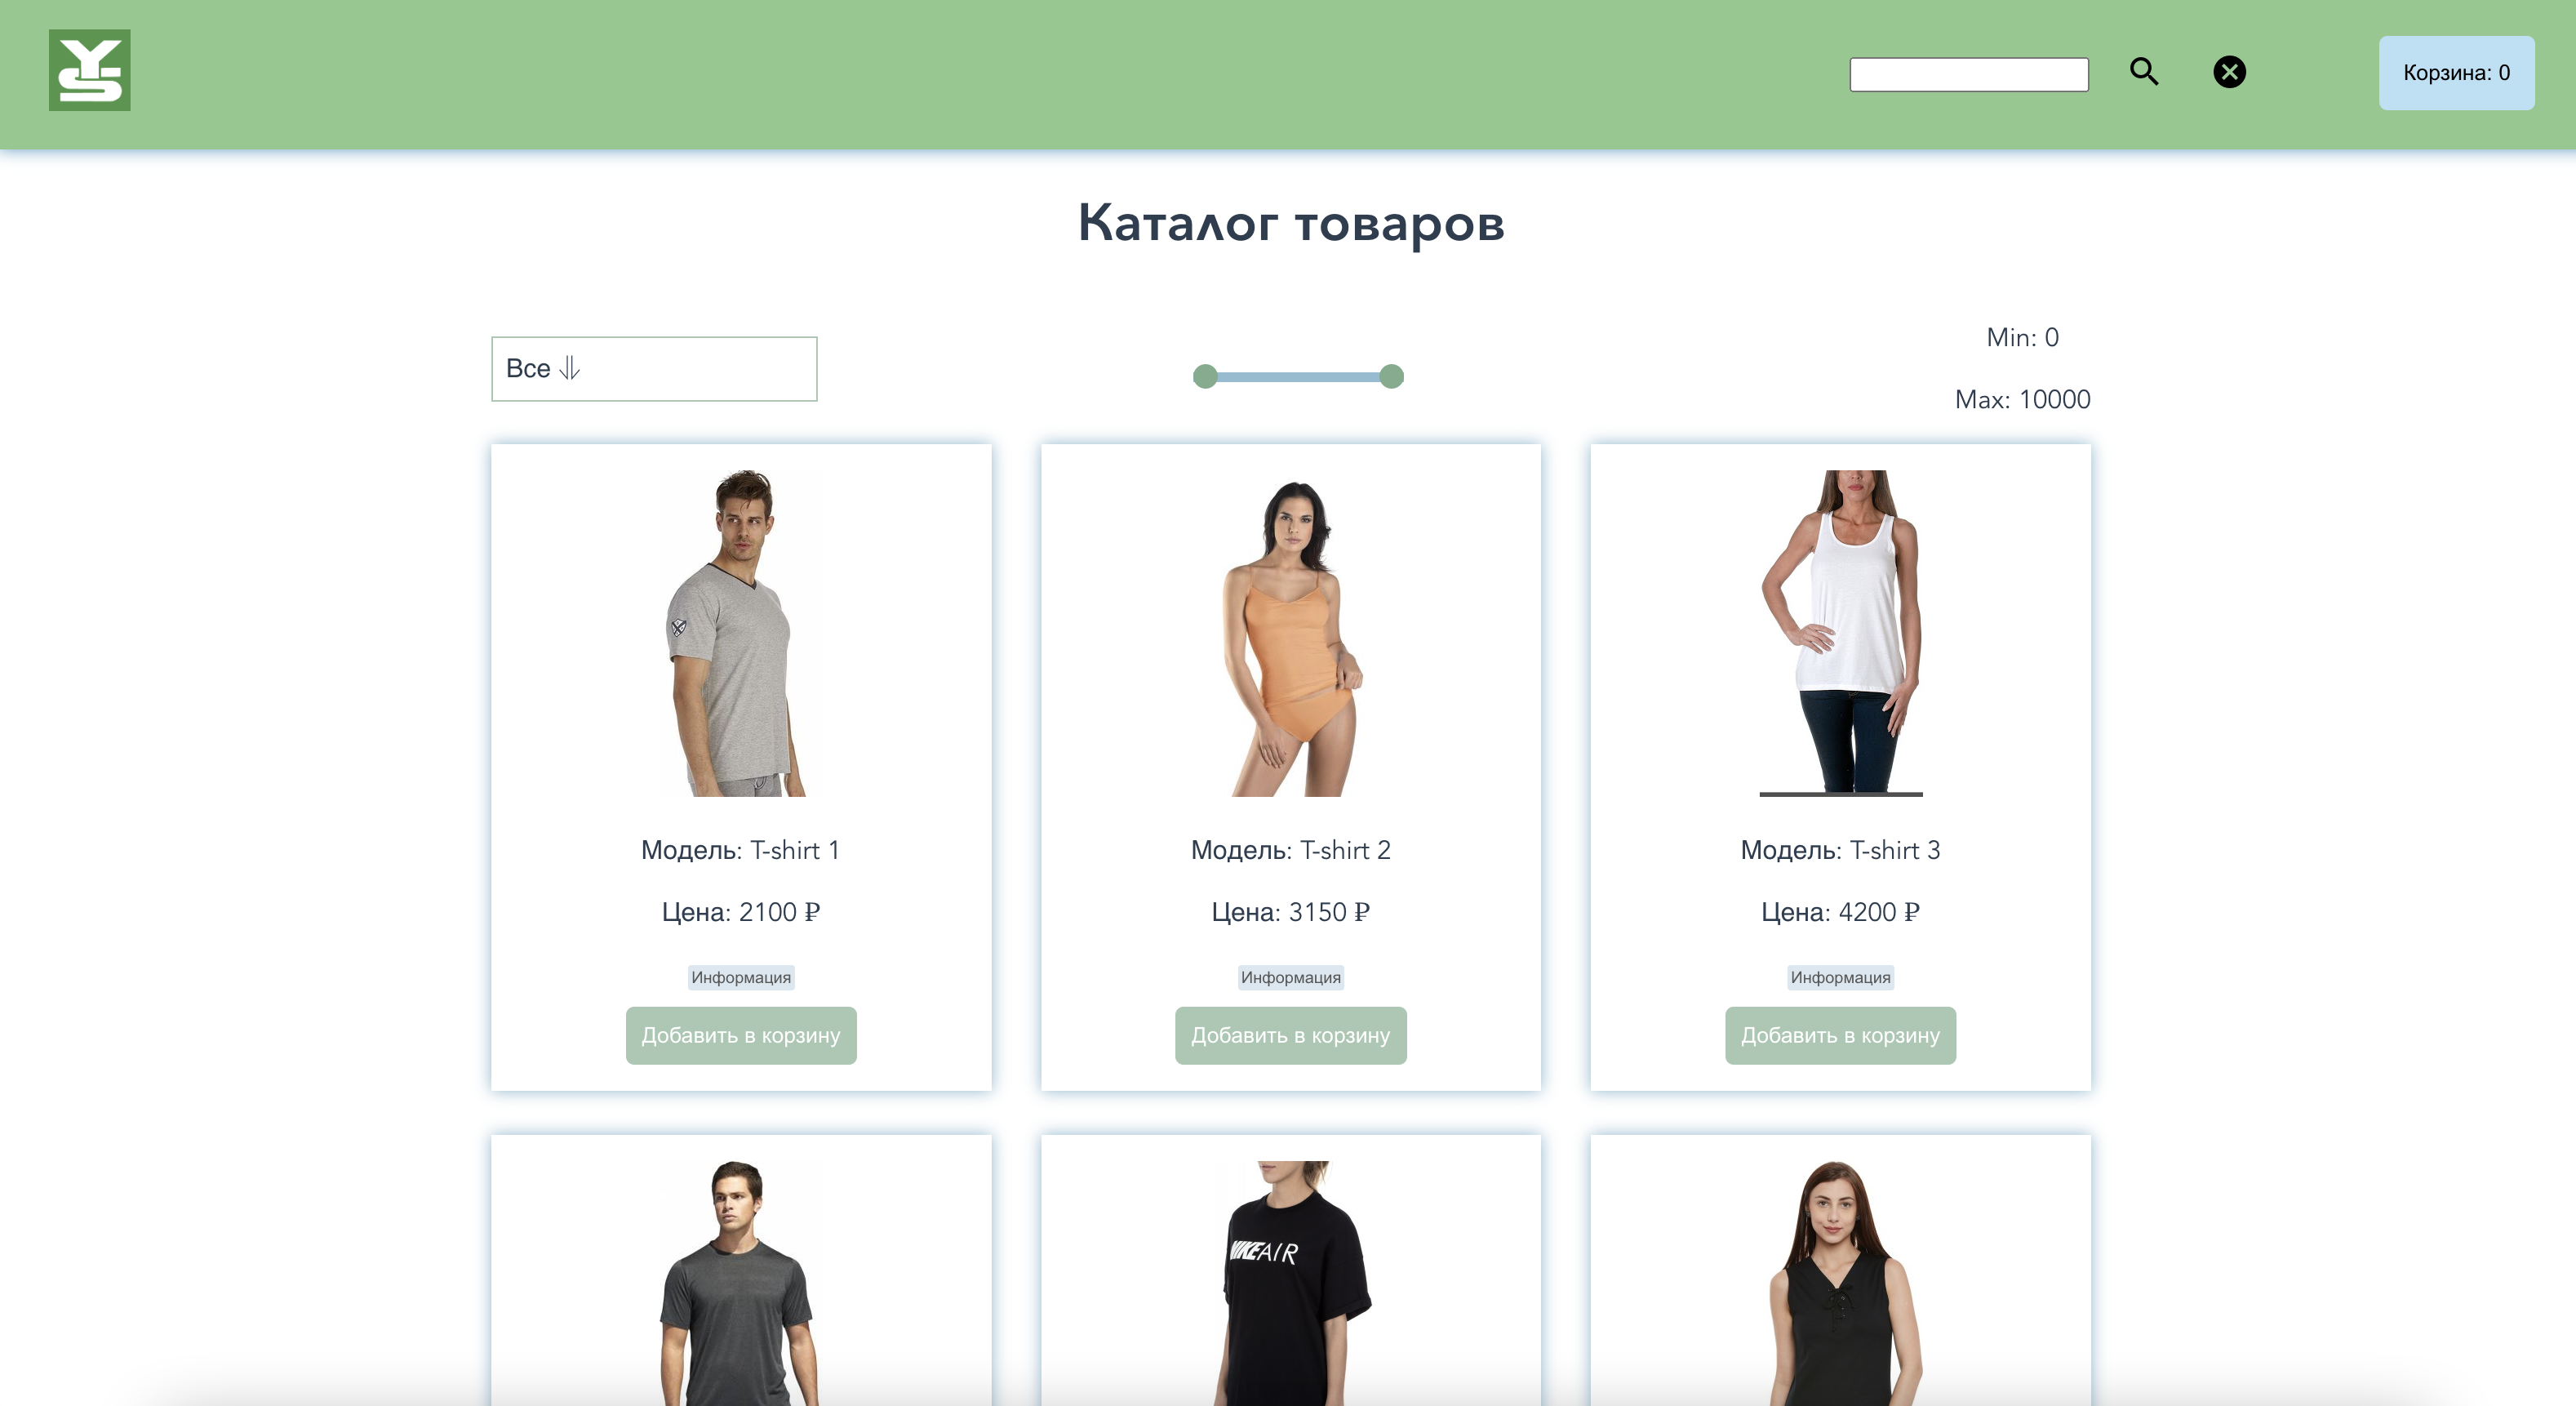 YS
Корзина: 0
Каталог товаров
Все ⥥
Min: 0
Max: 10000
Модель: T-shirt 1
Цена: 2100 ₽
Информация
Добавить в корзину
Модель: T-shirt 2
Цена: 3150 ₽
Информация
Добавить в корзину
Модель: T-shirt 3
Цена: 4200 ₽
Информация
Добавить в корзину
NIKE AIR